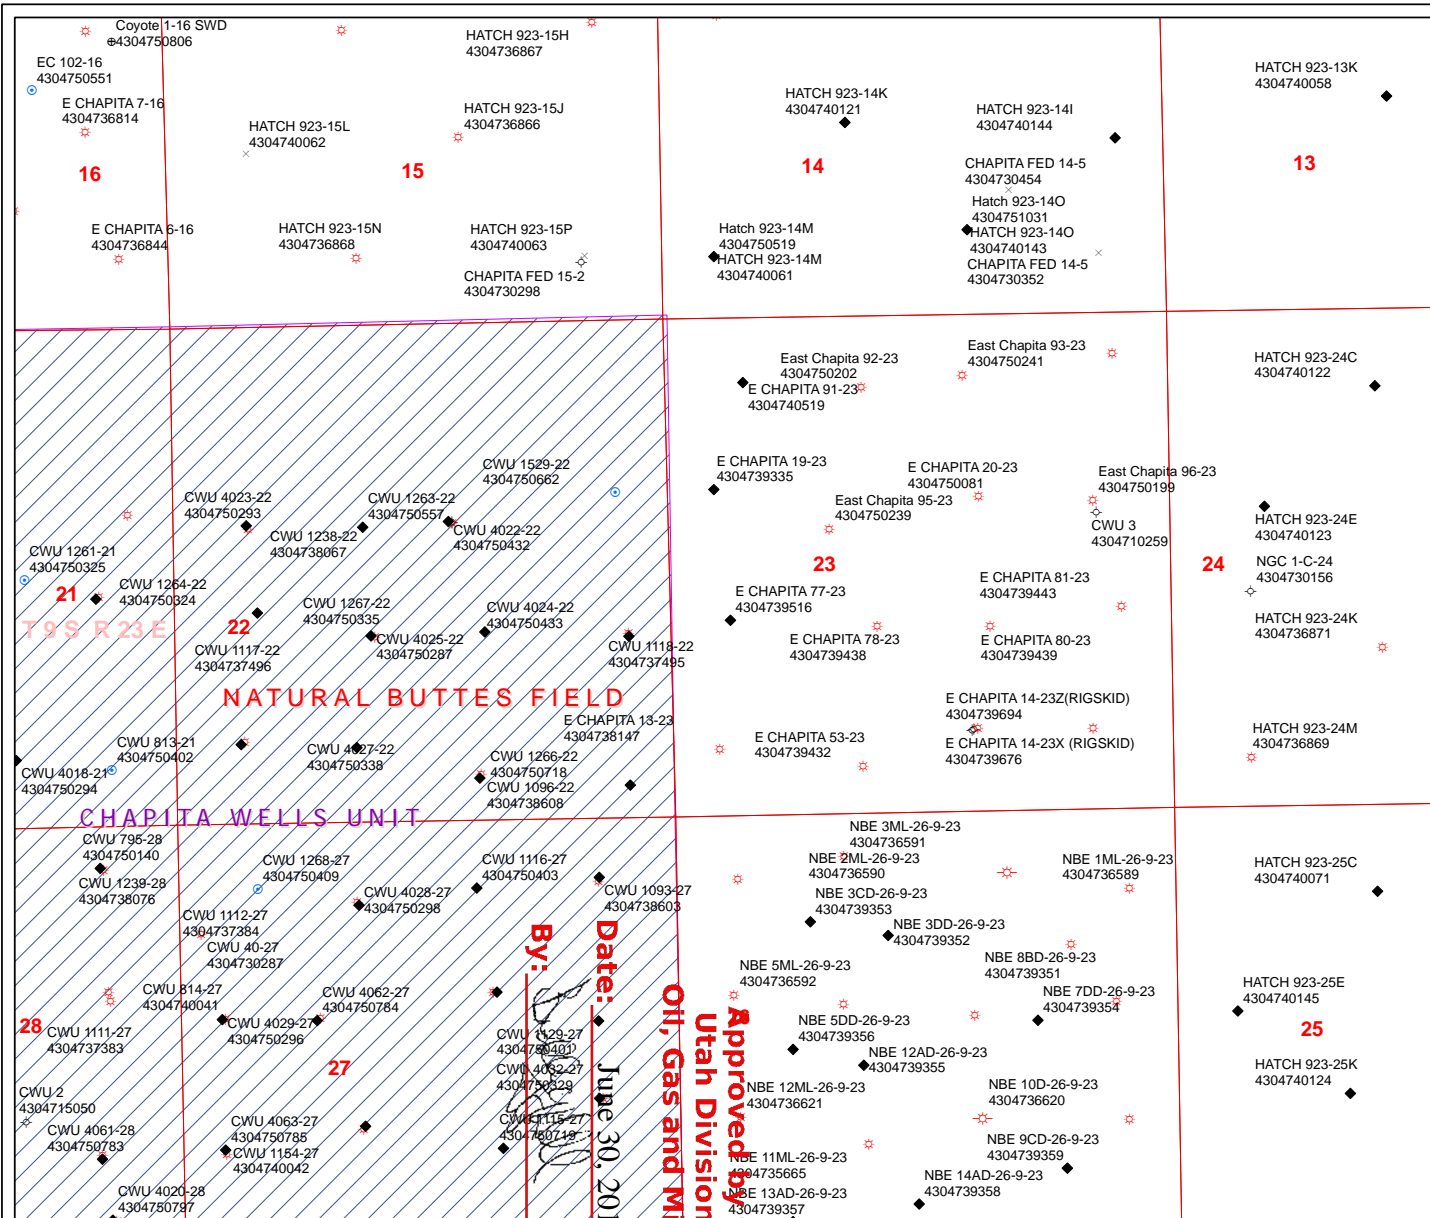 Coyote 1-16 SWD
4304750806
EC 102-16
4304750551
E CHAPITA 7-16
4304736814
16
E CHAPITA 6-16
4304736844
HATCH 923-15H
4304736867
HATCH 923-15J
4304736866
HATCH 923-15L
4304740062
15
HATCH 923-15N
4304736868
HATCH 923-15P
4304740063
CHAPITA FED 15-2
4304730298
HATCH 923-14K
4304740121
HATCH 923-14I
4304740144
14
CHAPITA FED 14-5
4304730454
Hatch 923-14O
4304751031
HATCH 923-14O
4304740143
CHAPITA FED 14-5
4304730352
Hatch 923-14M
4304750519
HATCH 923-14M
4304740061
HATCH 923-13K
4304740058
13
East Chapita 92-23
4304750202
E CHAPITA 91-23
4304740519
East Chapita 93-23
4304750241
HATCH 923-24C
4304740122
CWU 1529-22
4304750662
CWU 4023-22
4304750293
CWU 1263-22
4304750557
CWU 1238-22
4304738067
CWU 4022-22
4304750432
E CHAPITA 19-23
4304739335
E CHAPITA 20-23
4304750081
East Chapita 95-23
4304750239
East Chapita 96-23
4304750199
CWU 3
4304710259
HATCH 923-24E
4304740123
CWU 1261-21
4304750325
21
CWU 1264-22
4304750324
T 9 S R 23 E
22
CWU 1267-22
4304750335
CWU 4025-22
4304750287
CWU 4024-22
4304750433
CWU 1117-22
4304737496
CWU 1118-22
4304737495
23
E CHAPITA 77-23
4304739516
E CHAPITA 81-23
4304739443
E CHAPITA 78-23
4304739438
E CHAPITA 80-23
4304739439
24
NGC 1-C-24
4304730156
HATCH 923-24K
4304736871
NATURAL BUTTES FIELD
E CHAPITA 13-23
4304738147
E CHAPITA 14-23Z(RIGSKID)
4304739694
E CHAPITA 14-23X (RIGSKID)
4304739676
E CHAPITA 53-23
4304739432
HATCH 923-24M
4304736869
CWU 813-21
4304750402
CWU 4018-21
4304750294
CWU 4027-22
4304750338
CWU 1266-22
4304750718
CWU 1096-22
4304738608
CHAPITA WELLS UNIT
CWU 795-28
4304750140
CWU 1239-28
4304738076
CWU 1268-27
4304750409
CWU 1116-27
4304750403
CWU 4028-27
4304750298
CWU 1093-27
4304738603
CWU 1112-27
4304737384
CWU 40-27
4304730287
NBE 3ML-26-9-23
4304736591
NBE 2ML-26-9-23
4304736590
NBE 1ML-26-9-23
4304736589
NBE 3CD-26-9-23
4304739353
NBE 3DD-26-9-23
4304739352
HATCH 923-25C
4304740071
NBE 5ML-26-9-23
4304736592
NBE 8BD-26-9-23
4304739351
NBE 7DD-26-9-23
4304739354
HATCH 923-25E
4304740145
25
CWU 814-27
4304740041
CWU 4062-27
4304750784
28
CWU 1111-27
4304737383
CWU 4029-27
4304750296
27
CWU 1129-27
4304750401
CWU 4032-27
4304750329
NBE 5DD-26-9-23
4304739356
NBE 12AD-26-9-23
4304739355
NBE 12ML-26-9-23
4304736621
NBE 10D-26-9-23
4304736620
HATCH 923-25K
4304740124
CWU 2
4304715050
CWU 4061-28
4304750783
CWU 4063-27
4304750785
CWU 1154-27
4304740042
CWU 1115-27
4304750719
NBE 9CD-26-9-23
4304739359
NBE 11ML-26-9-23
4304735665
NBE 14AD-26-9-23
4304739358
NBE 13AD-26-9-23
4304739357
CWU 4020-28
4304750797
Approved by
Utah Division
Oil, Gas and Mi
Date: June 30, 201
By: